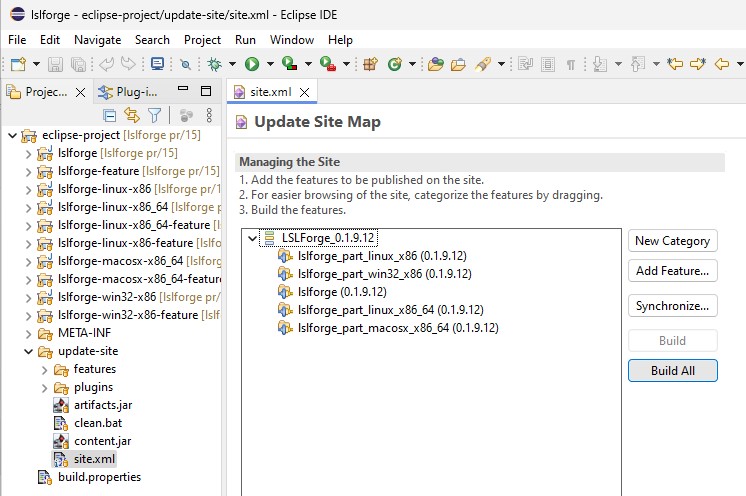 lslforge - eclipse-project/update-site/site.xml - Eclipse IDE
File Edit Navigate Search Project Run Window Help
Projec... Plug-i...
eclipse-project [lslforge pr/15]
lslforge [lslforge pr/15]
lslforge-feature [lslforge pr/15]
lslforge-linux-x86 [lslforge pr/15]
lslforge-linux-x86_64 [lslforge p
lslforge-linux-x86_64-feature
lslforge-linux-x86-feature [lslf
lslforge-macosx-x86_64 [lslforge
lslforge-macosx-x86_64-feature
lslforge-win32-x86 [lslforge pr/
lslforge-win32-x86-feature [lslf
META-INF
update-site
features
plugins
artifacts.jar
clean.bat
content.jar
site.xml
build.properties
site.xml
Update Site Map
Managing the Site
1. Add the features to be published on the site.
2. For easier browsing of the site, categorize the features by dragging.
3. Build the features.
LSLForge_0.1.9.12
lslforge_part_linux_x86 (0.1.9.12)
lslforge_part_win32_x86 (0.1.9.12)
lslforge (0.1.9.12)
lslforge_part_linux_x86_64 (0.1.9.12)
lslforge_part_macosx_x86_64 (0.1.9.12)
New Category
Add Feature...
Synchronize...
Build
Build All